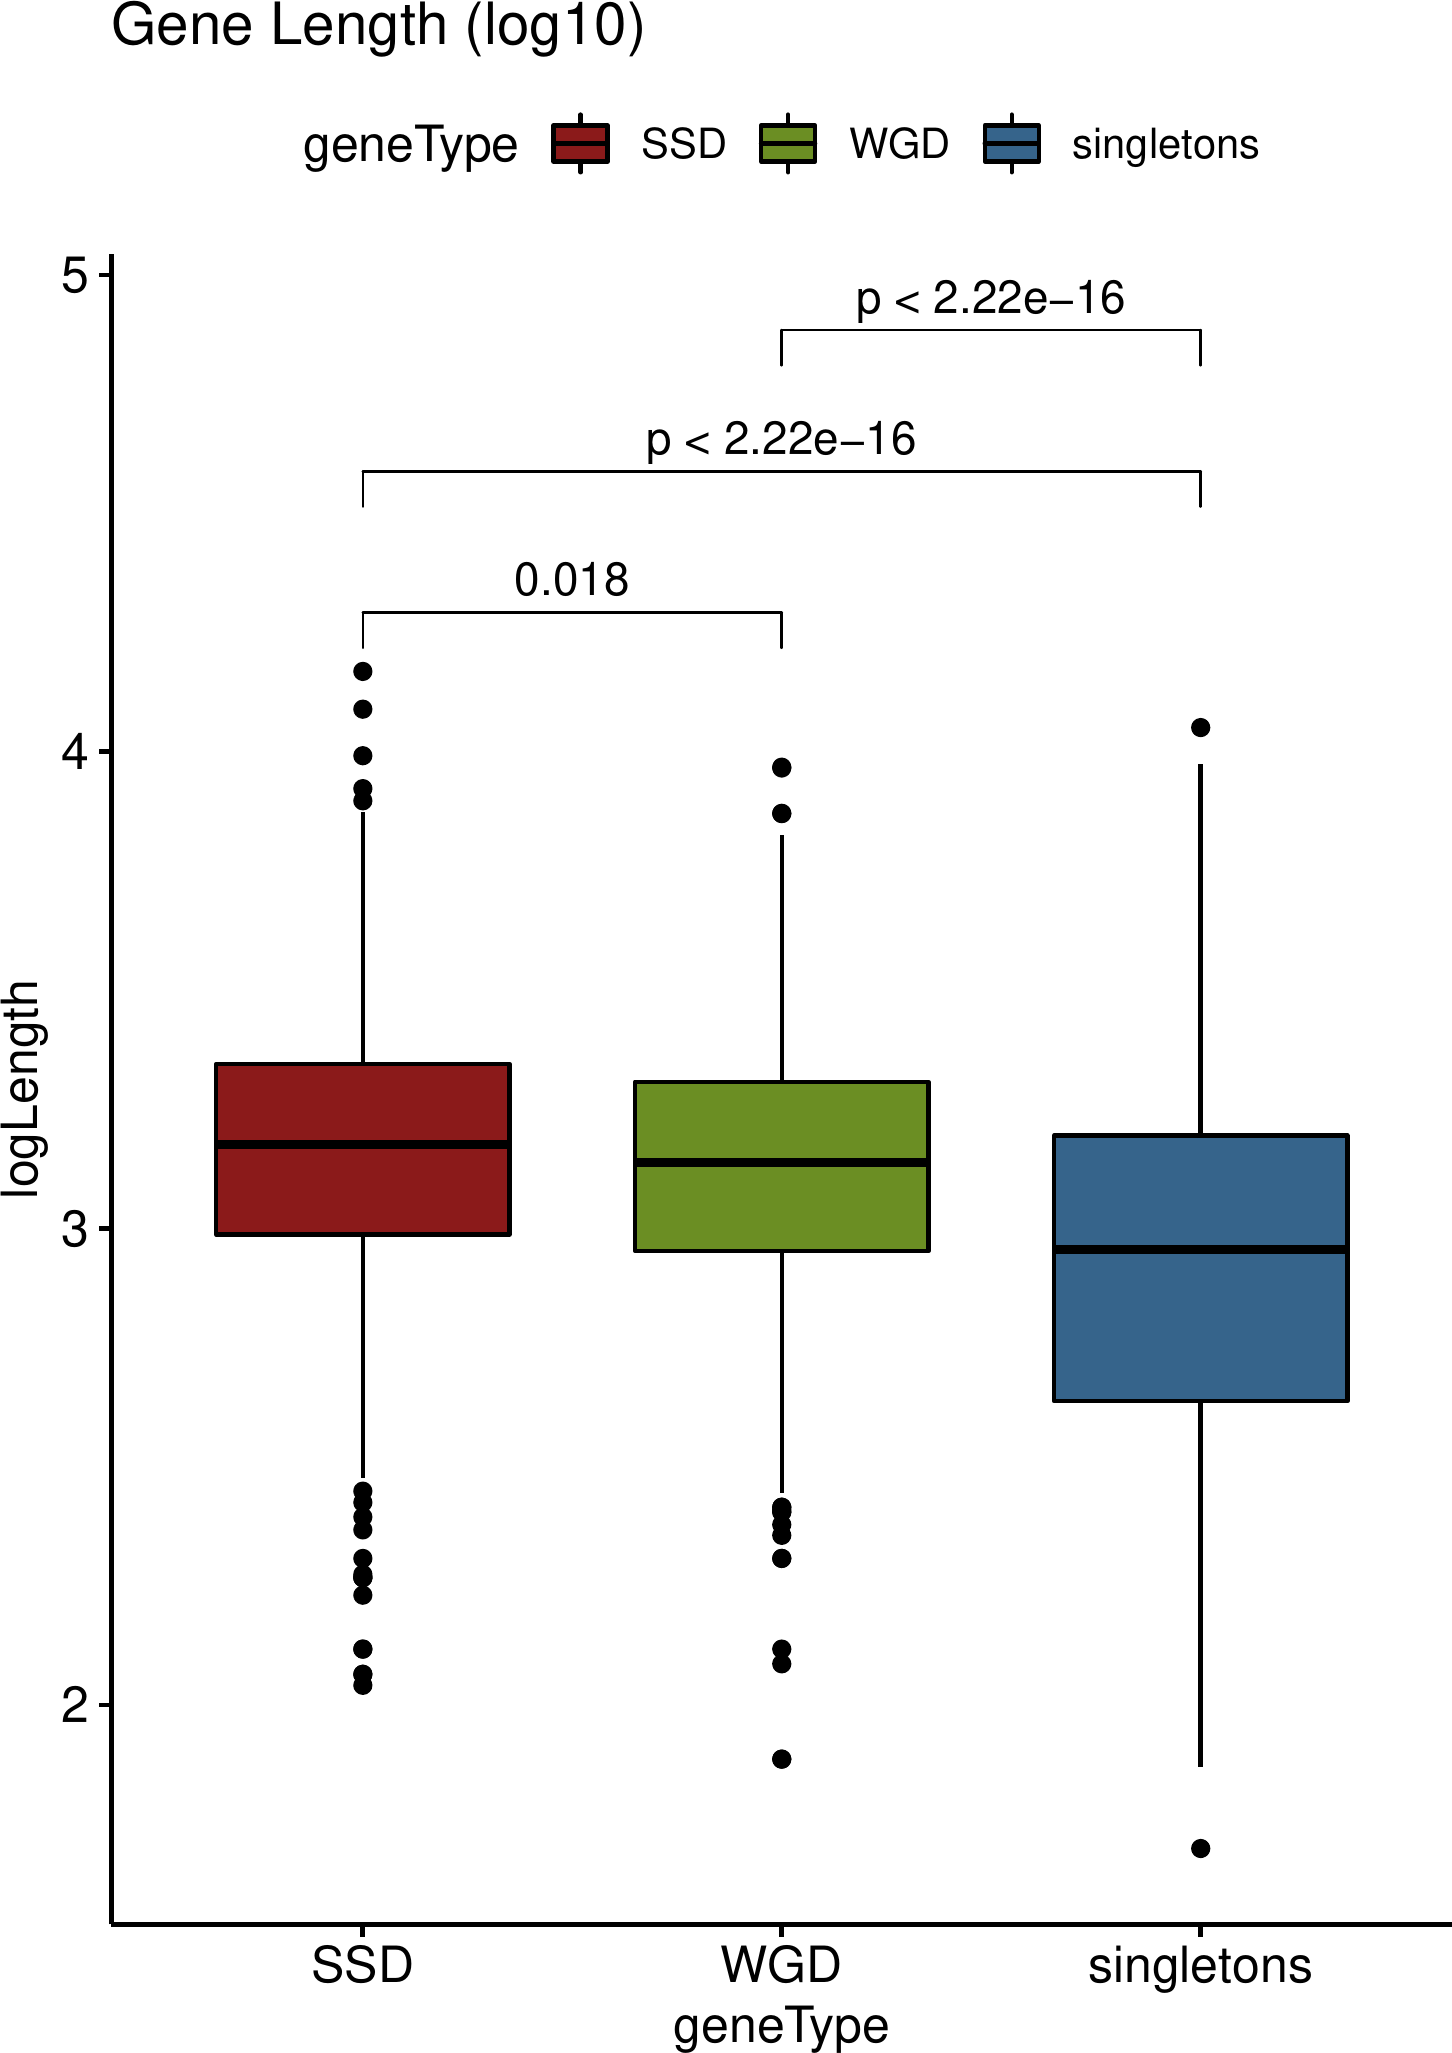 Gene Length (log10)
geneType SSD WGD singletons
5
p < 2.22e−16
p < 2.22e−16
0.018
4
logLength
3
2
SSD WGD singletons
geneType